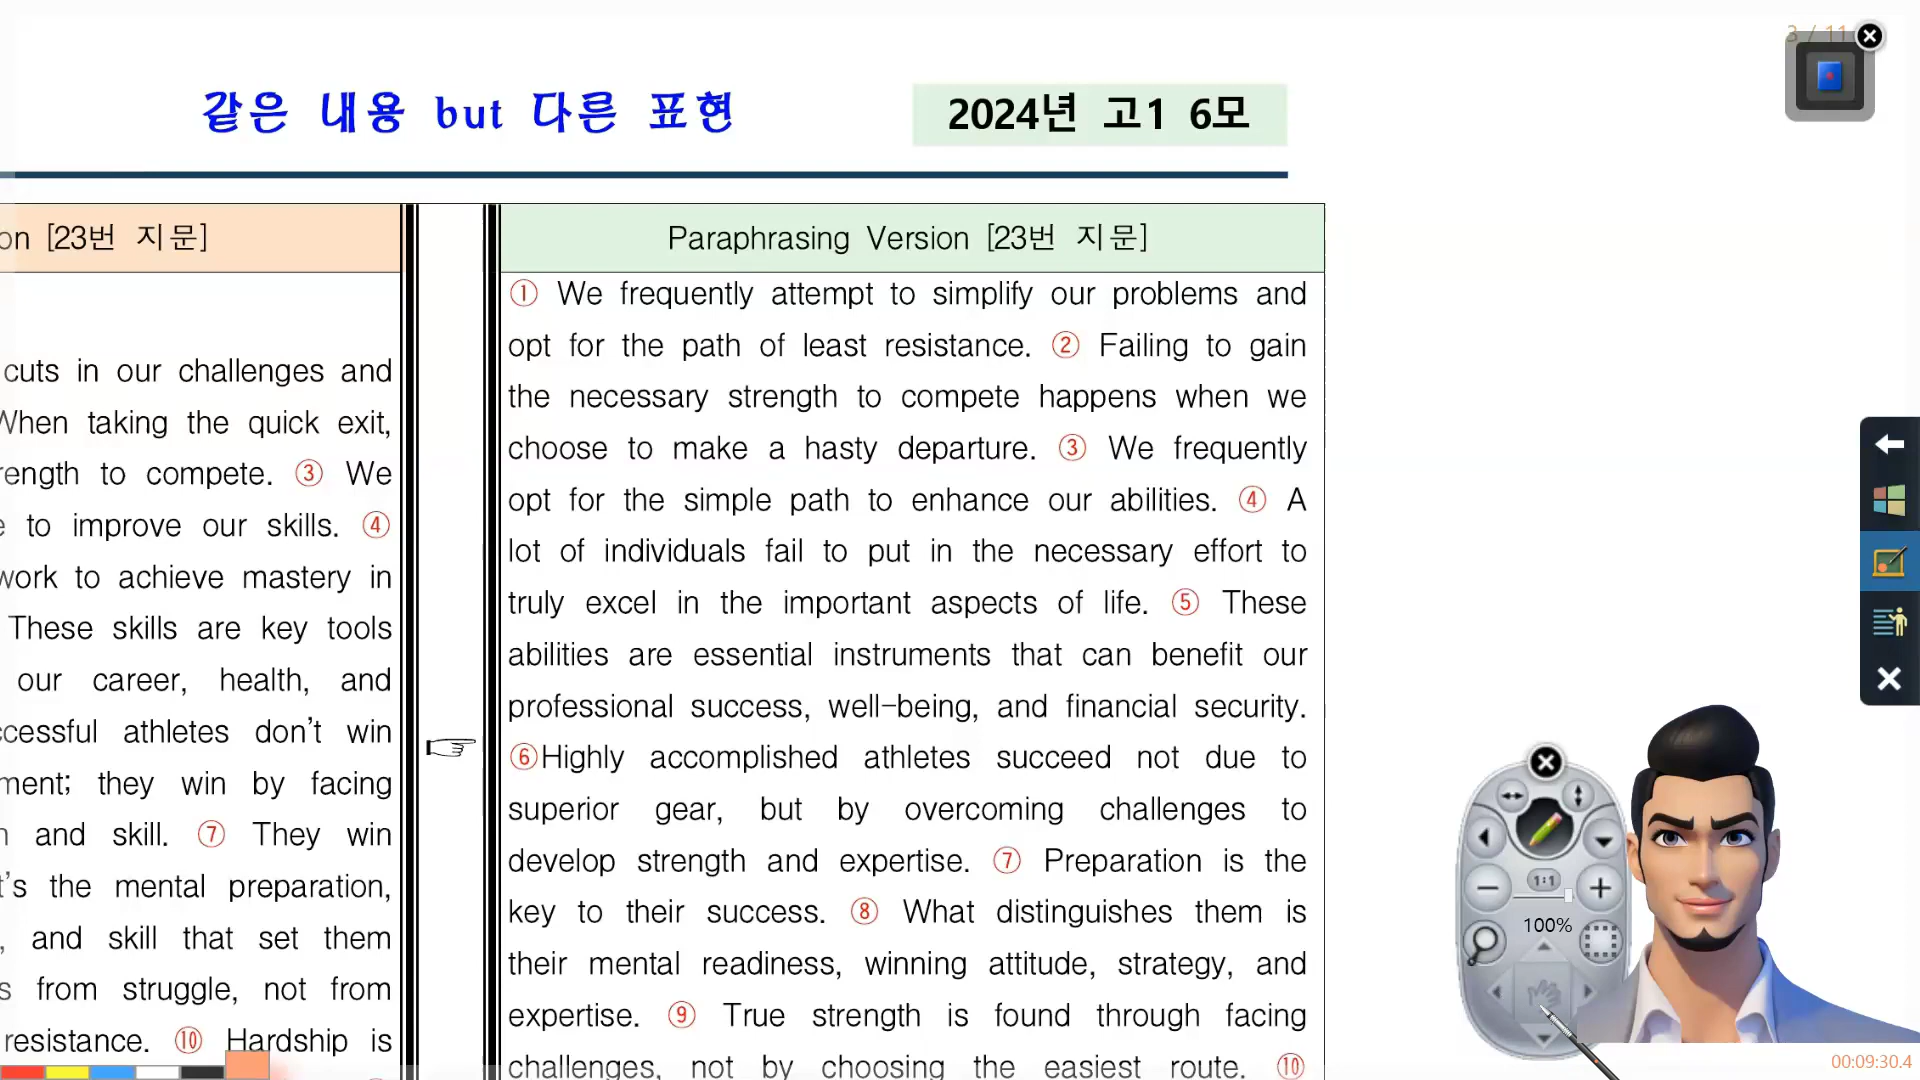 3 / 11
같은 내용 but 다른 표현
2024년 고1 6모
on [23번 지문]
cuts in our challenges and
When taking the quick exit,
rength to compete. ③ We
e to improve our skills. ④
work to achieve mastery in
These skills are key tools
our career, health, and
ccessful athletes don't win
ment; they win by facing
n and skill. ⑦ They win
t's the mental preparation,
, and skill that set them
s from struggle, not from
resistance. ⑩ Hardship is
☞
Paraphrasing Version [23번 지문]
① We frequently attempt to simplify our problems and
opt for the path of least resistance. ② Failing to gain
the necessary strength to compete happens when we
choose to make a hasty departure. ③ We frequently
opt for the simple path to enhance our abilities. ④ A
lot of individuals fail to put in the necessary effort to
truly excel in the important aspects of life. ⑤ These
abilities are essential instruments that can benefit our
professional success, well-being, and financial security.
⑥Highly accomplished athletes succeed not due to
superior gear, but by overcoming challenges to
develop strength and expertise. ⑦ Preparation is the
key to their success. ⑧ What distinguishes them is
their mental readiness, winning attitude, strategy, and
expertise. ⑨ True strength is found through facing
challenges, not by choosing the easiest route. ⑩
1:1
100%
00:09:30.4